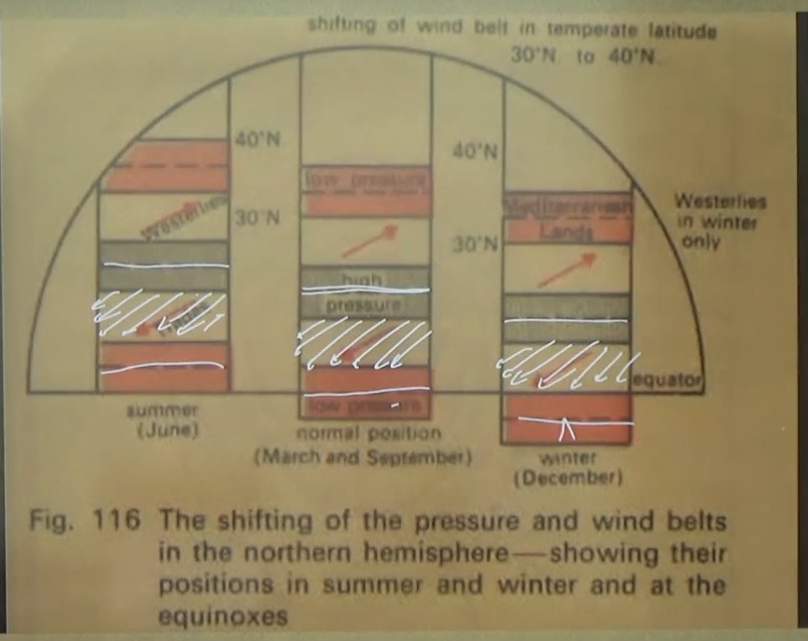 shifting of wind belt in temperate latitude
30°N to 40°N
40°N
40°N
low pressure
Westerlies
30°N
Mediterranean
Lands
Westerlies
in winter
only
30°N
high
pressure
equator
low pressure
summer
(June)
normal position
(March and September)
winter
(December)
Fig. 116 The shifting of the pressure and wind belts
in the northern hemisphere—showing their
positions in summer and winter and at the
equinoxes